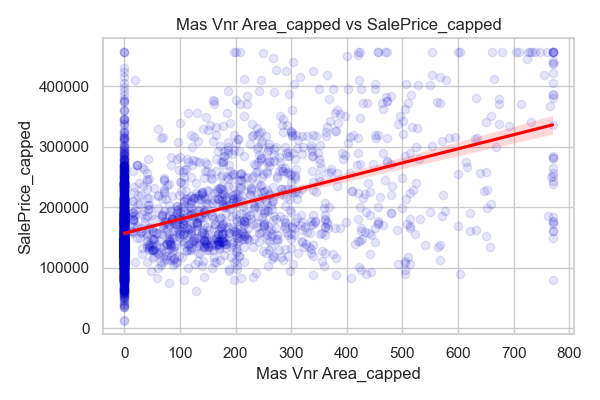 Mas Vnr Area_capped vs SalePrice_capped
400000
300000
200000
100000
0
SalePrice_capped
0 100 200 300 400 500 600 700 800
Mas Vnr Area_capped